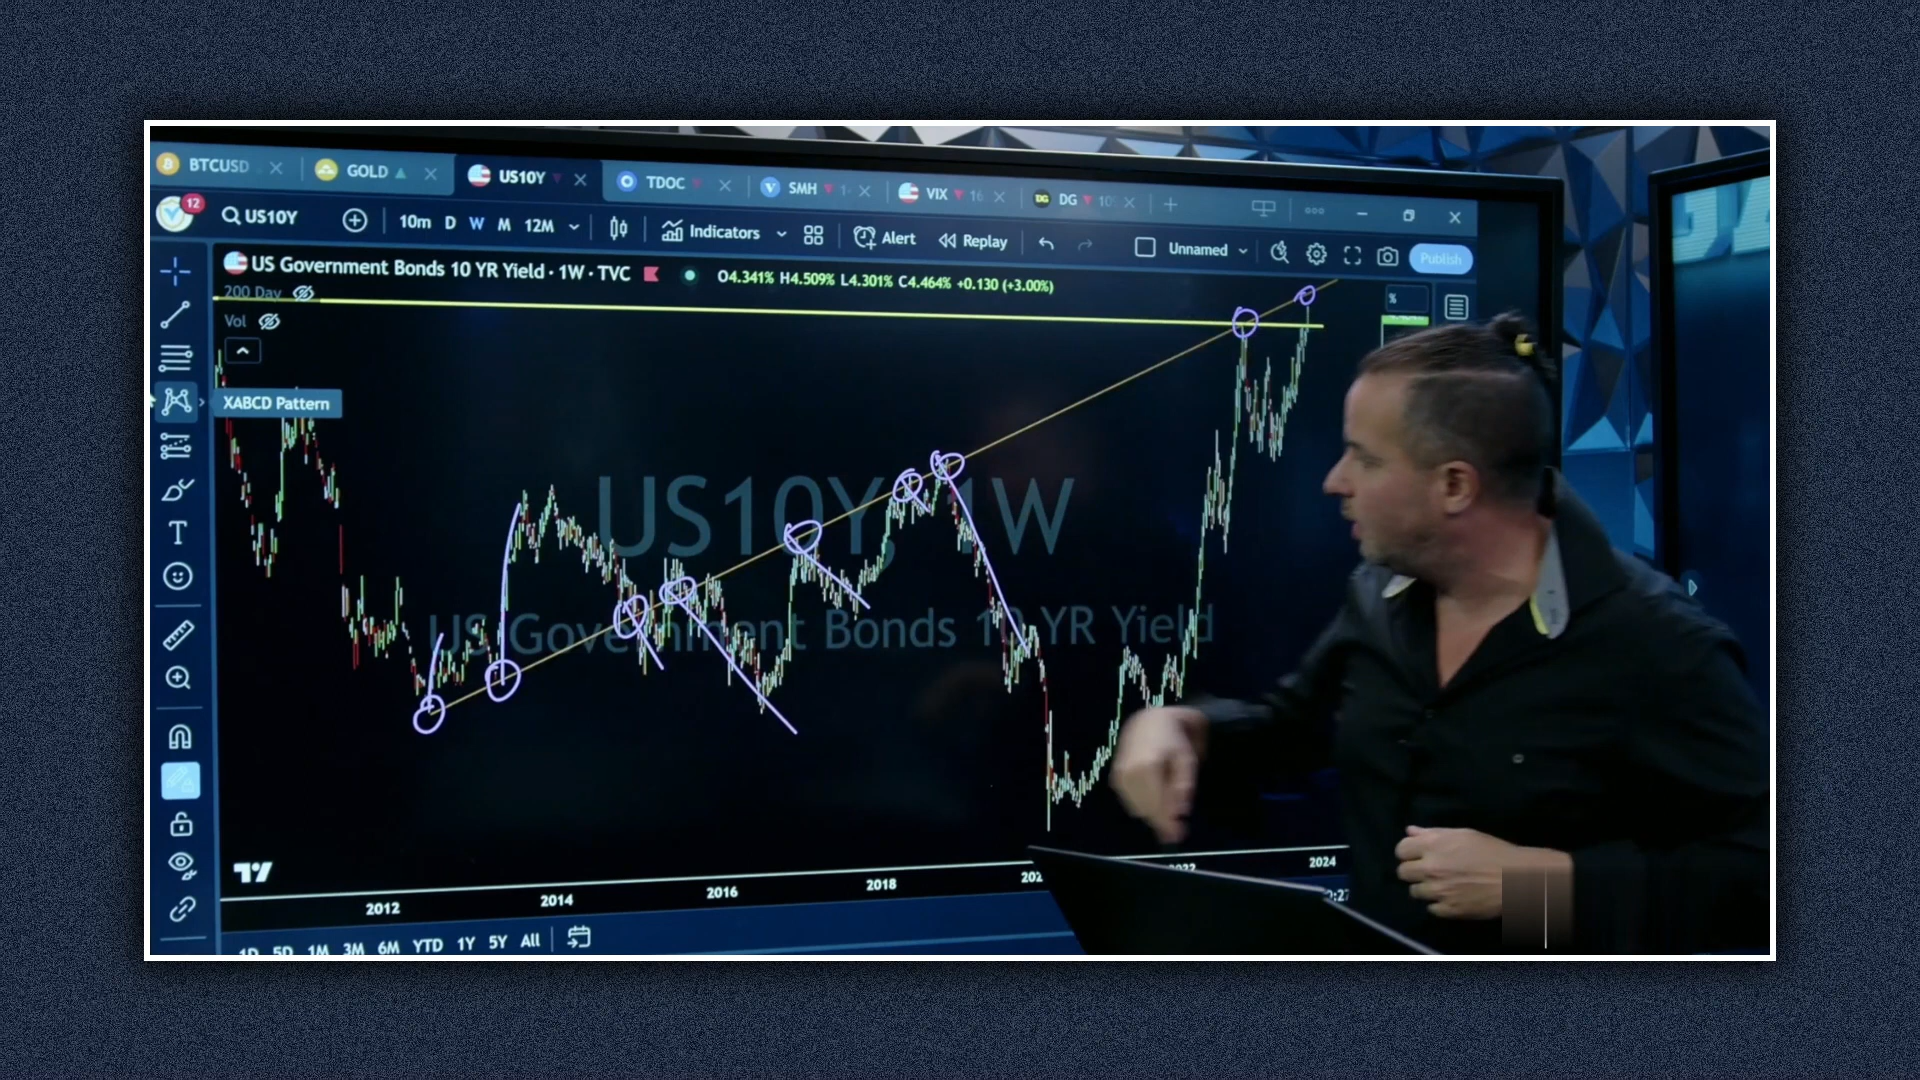 BTCUSD
GOLD
US10Y
TDOC
SMH
VIX 16
DG
12
US10Y
10m D W M 12M
Indicators
Alert
Replay
Unnamed
Publish
US Government Bonds 10 YR Yield · 1W · TVC
O4.341% H4.509% L4.301% C4.464% +0.130 (+3.00%)
200 Day
%
Vol
XABCD Pattern
US10Y, 1W
US Government Bonds 10 YR Yield
T
2012 2014 2016 2018 2024
1D 5D 1M 3M 6M YTD 1Y 5Y All